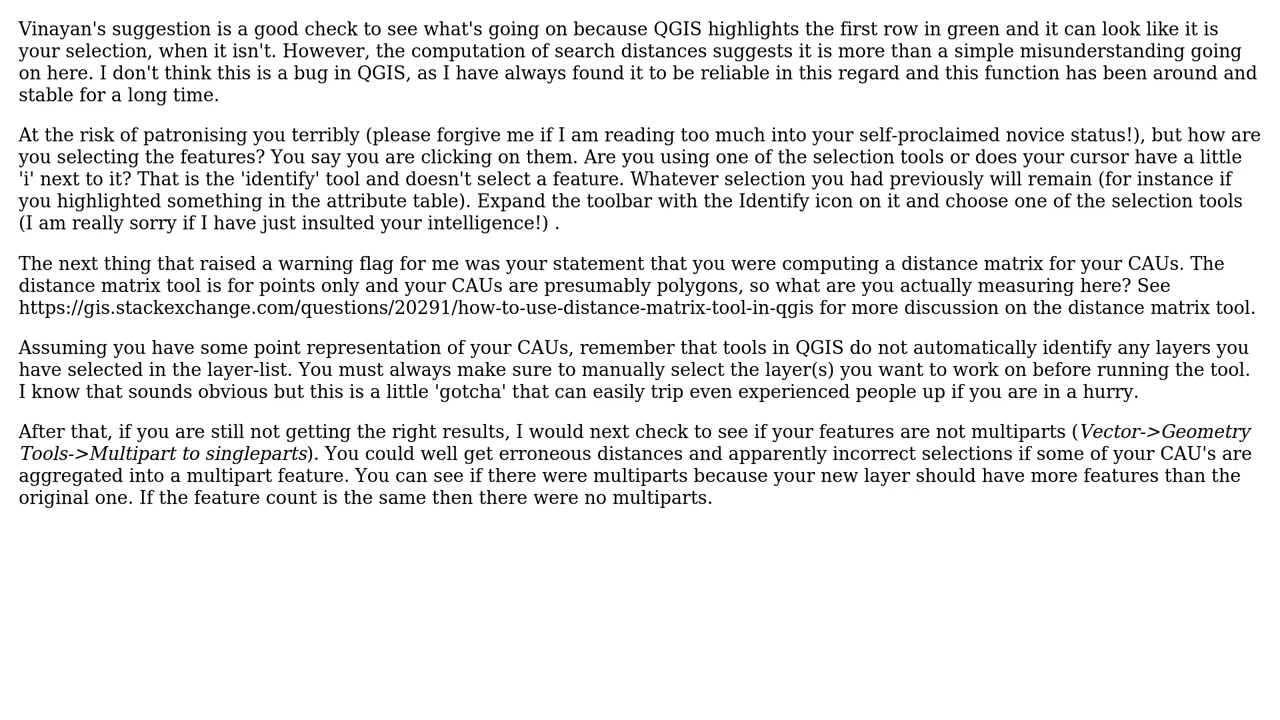 Vinayan's suggestion is a good check to see what's going on because QGIS highlights the first row in green and it can look like it is
your selection, when it isn't. However, the computation of search distances suggests it is more than a simple misunderstanding going
on here. I don't think this is a bug in QGIS, as I have always found it to be reliable in this regard and this function has been around and
stable for a long time.
At the risk of patronising you terribly (please forgive me if I am reading too much into your self-proclaimed novice status!), but how are
you selecting the features? You say you are clicking on them. Are you using one of the selection tools or does your cursor have a little
'i' next to it? That is the 'identify' tool and doesn't select a feature. Whatever selection you had previously will remain (for instance if
you highlighted something in the attribute table). Expand the toolbar with the Identify icon on it and choose one of the selection tools
(I am really sorry if I have just insulted your intelligence!) .
The next thing that raised a warning flag for me was your statement that you were computing a distance matrix for your CAUs. The
distance matrix tool is for points only and your CAUs are presumably polygons, so what are you actually measuring here? See
https://gis.stackexchange.com/questions/20291/how-to-use-distance-matrix-tool-in-qgis for more discussion on the distance matrix tool.
Assuming you have some point representation of your CAUs, remember that tools in QGIS do not automatically identify any layers you
have selected in the layer-list. You must always make sure to manually select the layer(s) you want to work on before running the tool.
I know that sounds obvious but this is a little 'gotcha' that can easily trip even experienced people up if you are in a hurry.
After that, if you are still not getting the right results, I would next check to see if your features are not multiparts (Vector->Geometry
Tools->Multipart to singleparts). You could well get erroneous distances and apparently incorrect selections if some of your CAU's are
aggregated into a multipart feature. You can see if there were multiparts because your new layer should have more features than the
original one. If the feature count is the same then there were no multiparts.